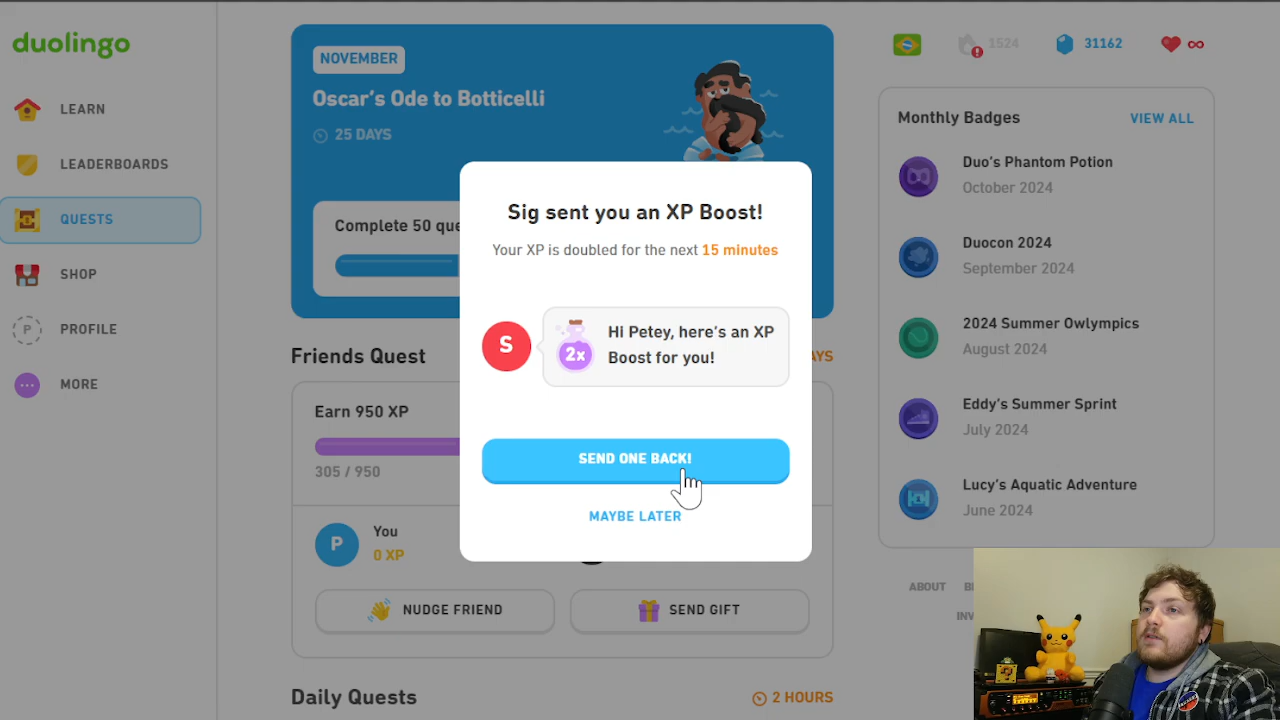 duolingo
LEARN
LEADERBOARDS
QUESTS
SHOP
P
PROFILE
MORE
NOVEMBER
Oscar's Ode to Botticelli
25 DAYS
Complete 50 que
Friends Quest
AYS
Earn 950 XP
305 / 950
P
You
0 XP
NUDGE FRIEND
SEND GIFT
Daily Quests
2 HOURS
Sig sent you an XP Boost!
Your XP is doubled for the next 15 minutes
S
2x
Hi Petey, here's an XP
Boost for you!
SEND ONE BACK!
MAYBE LATER
1524
31162
∞
Monthly Badges
VIEW ALL
Duo's Phantom Potion
October 2024
Duocon 2024
September 2024
2024 Summer Owlympics
August 2024
Eddy's Summer Sprint
July 2024
Lucy's Aquatic Adventure
June 2024
ABOUT